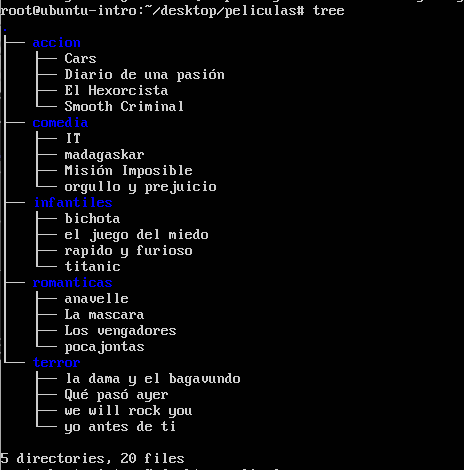 root@ubuntu-intro:~/desktop/peliculas# tree
.
├── accion
│   ├── Cars
│   ├── Diario de una pasión
│   ├── El Hexorcista
│   └── Smooth Criminal
├── comedia
│   ├── IT
│   ├── madagaskar
│   ├── Misión Imposible
│   └── orgullo y prejuicio
├── infantiles
│   ├── bichota
│   ├── el juego del miedo
│   ├── rapido y furioso
│   └── titanic
├── romanticas
│   ├── anavelle
│   ├── La mascara
│   ├── Los vengadores
│   └── pocajontas
└── terror
    ├── la dama y el bagavundo
    ├── Qué pasó ayer
    ├── we will rock you
    └── yo antes de ti
5 directories, 20 files